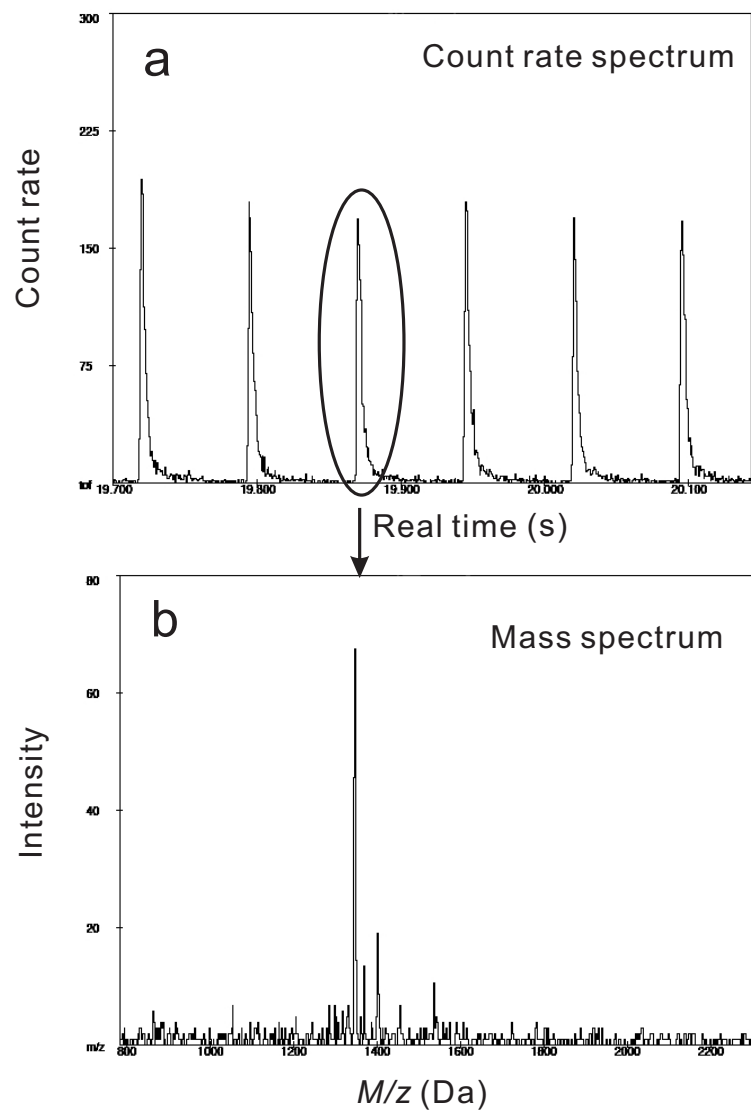 300
a
Count rate spectrum
225
Count rate
150
75
tof
19.700 19.800 19.900 20.000 20.100
Real time (s)
80
b
Mass spectrum
60
Intensity
40
20
m/z
800 1000 1200 1400 1600 1800 2000 2200
M/z (Da)